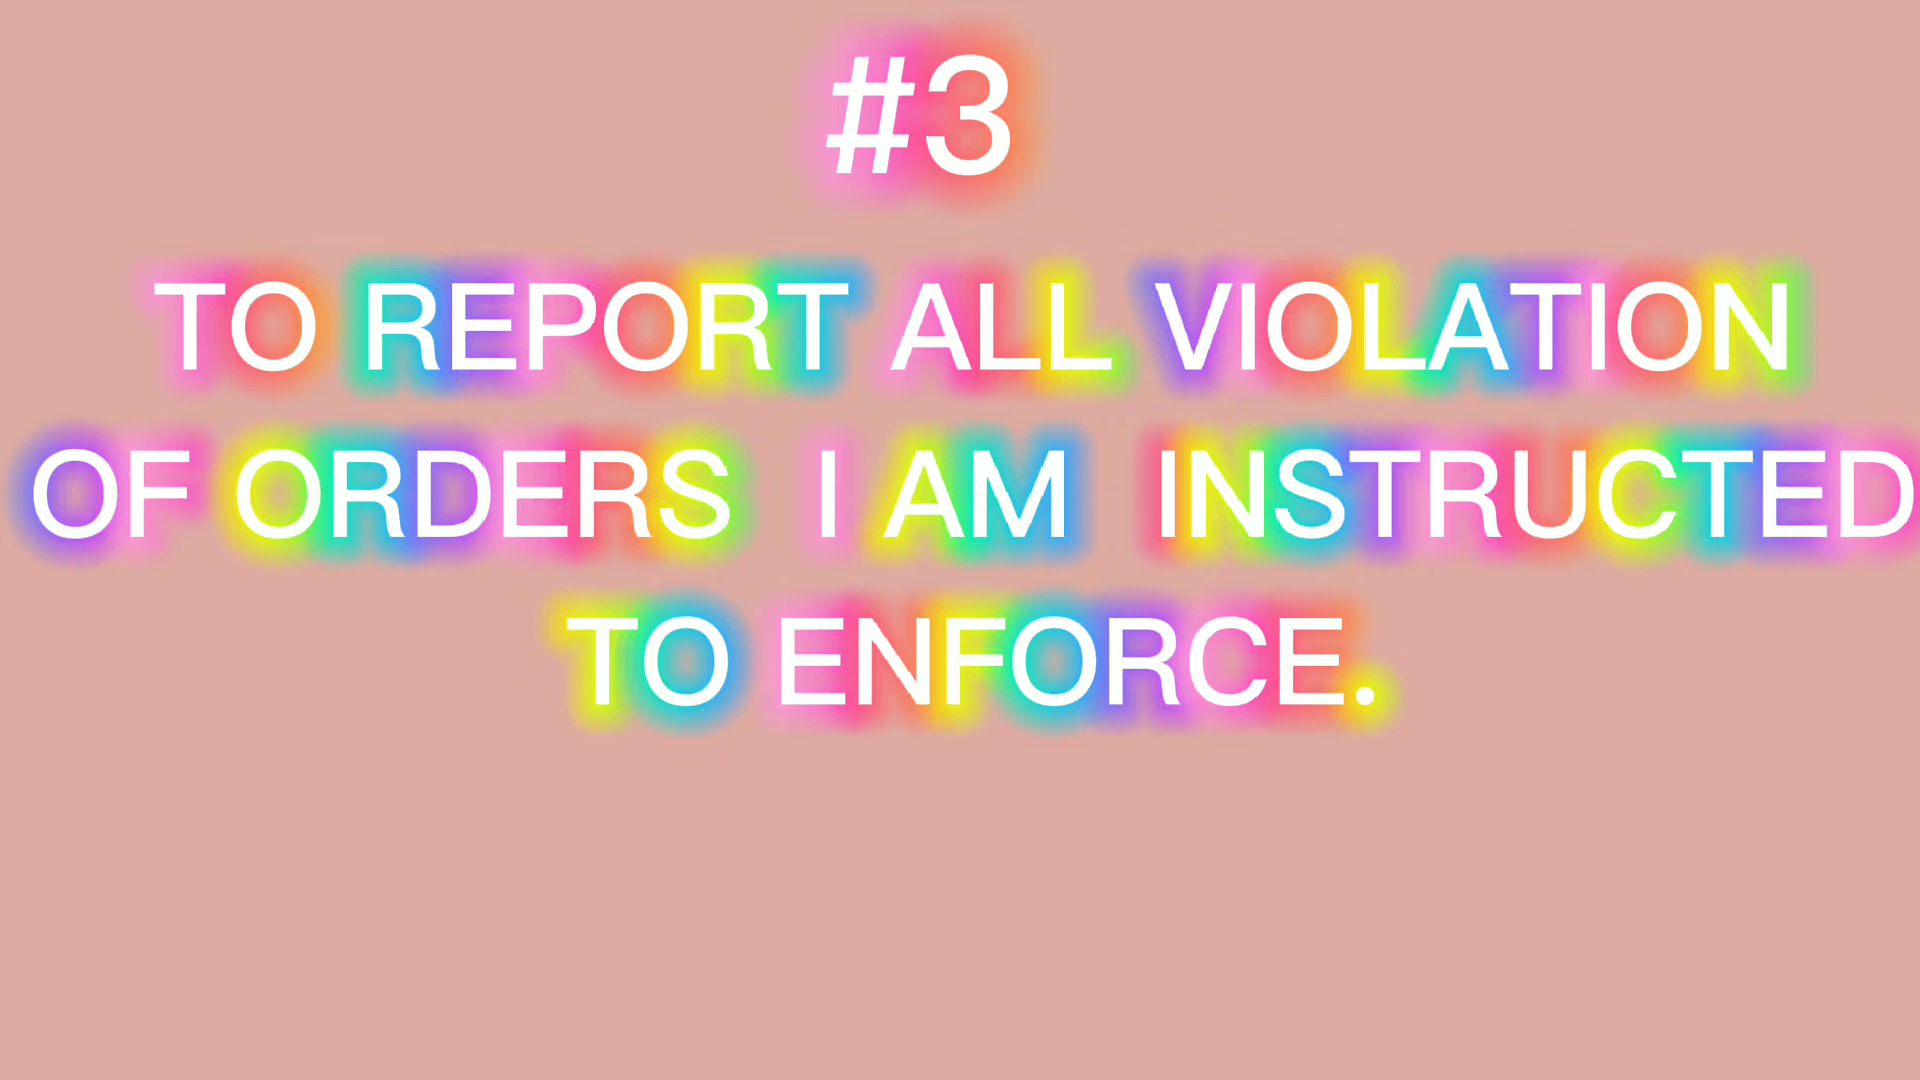 #3
TO REPORT ALL VIOLATION
OF ORDERS I AM INSTRUCTED
TO ENFORCE.